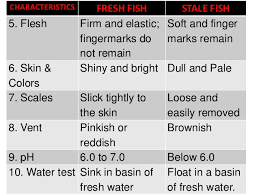 CHARACTERISTICS FRESH FISH STALE FISH
5. Flesh Firm and elastic; Soft and finger
fingermarks do marks remain
not remain
6. Skin & Shiny and bright Dull and Pale
Colors
7. Scales Slick tightly to Loose and
the skin easily removed
8. Vent Pinkish or Brownish
reddish
9. pH 6.0 to 7.0 Below 6.0
10. Water test Sink in basin of Float in a basin of
fresh water fresh water